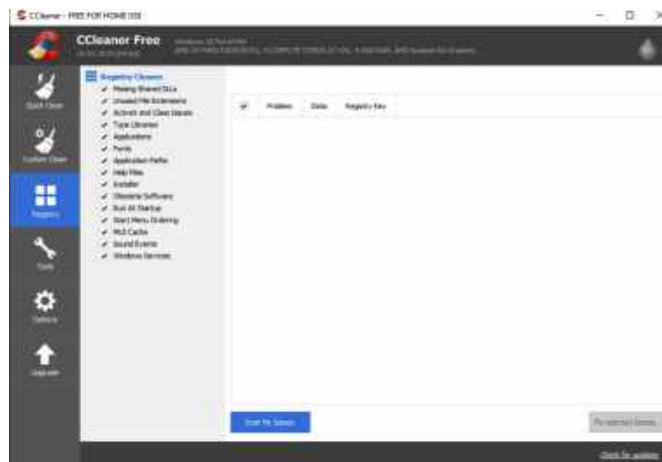 CCleaner - FREE FOR HOME USE
CCleaner Free
Quick Clean
Custom Clean
Registry
Tools
Options
Upgrade
Registry Cleaner
Missing Shared DLLs
Unused File Extensions
ActiveX and Class Issues
Type Libraries
Applications
Fonts
Application Paths
Help Files
Installer
Obsolete Software
Run At Startup
Start Menu Ordering
MUI Cache
Sound Events
Windows Services
Problem Data Registry Key
Scan for Issues
Fix selected Issues...
Check for updates